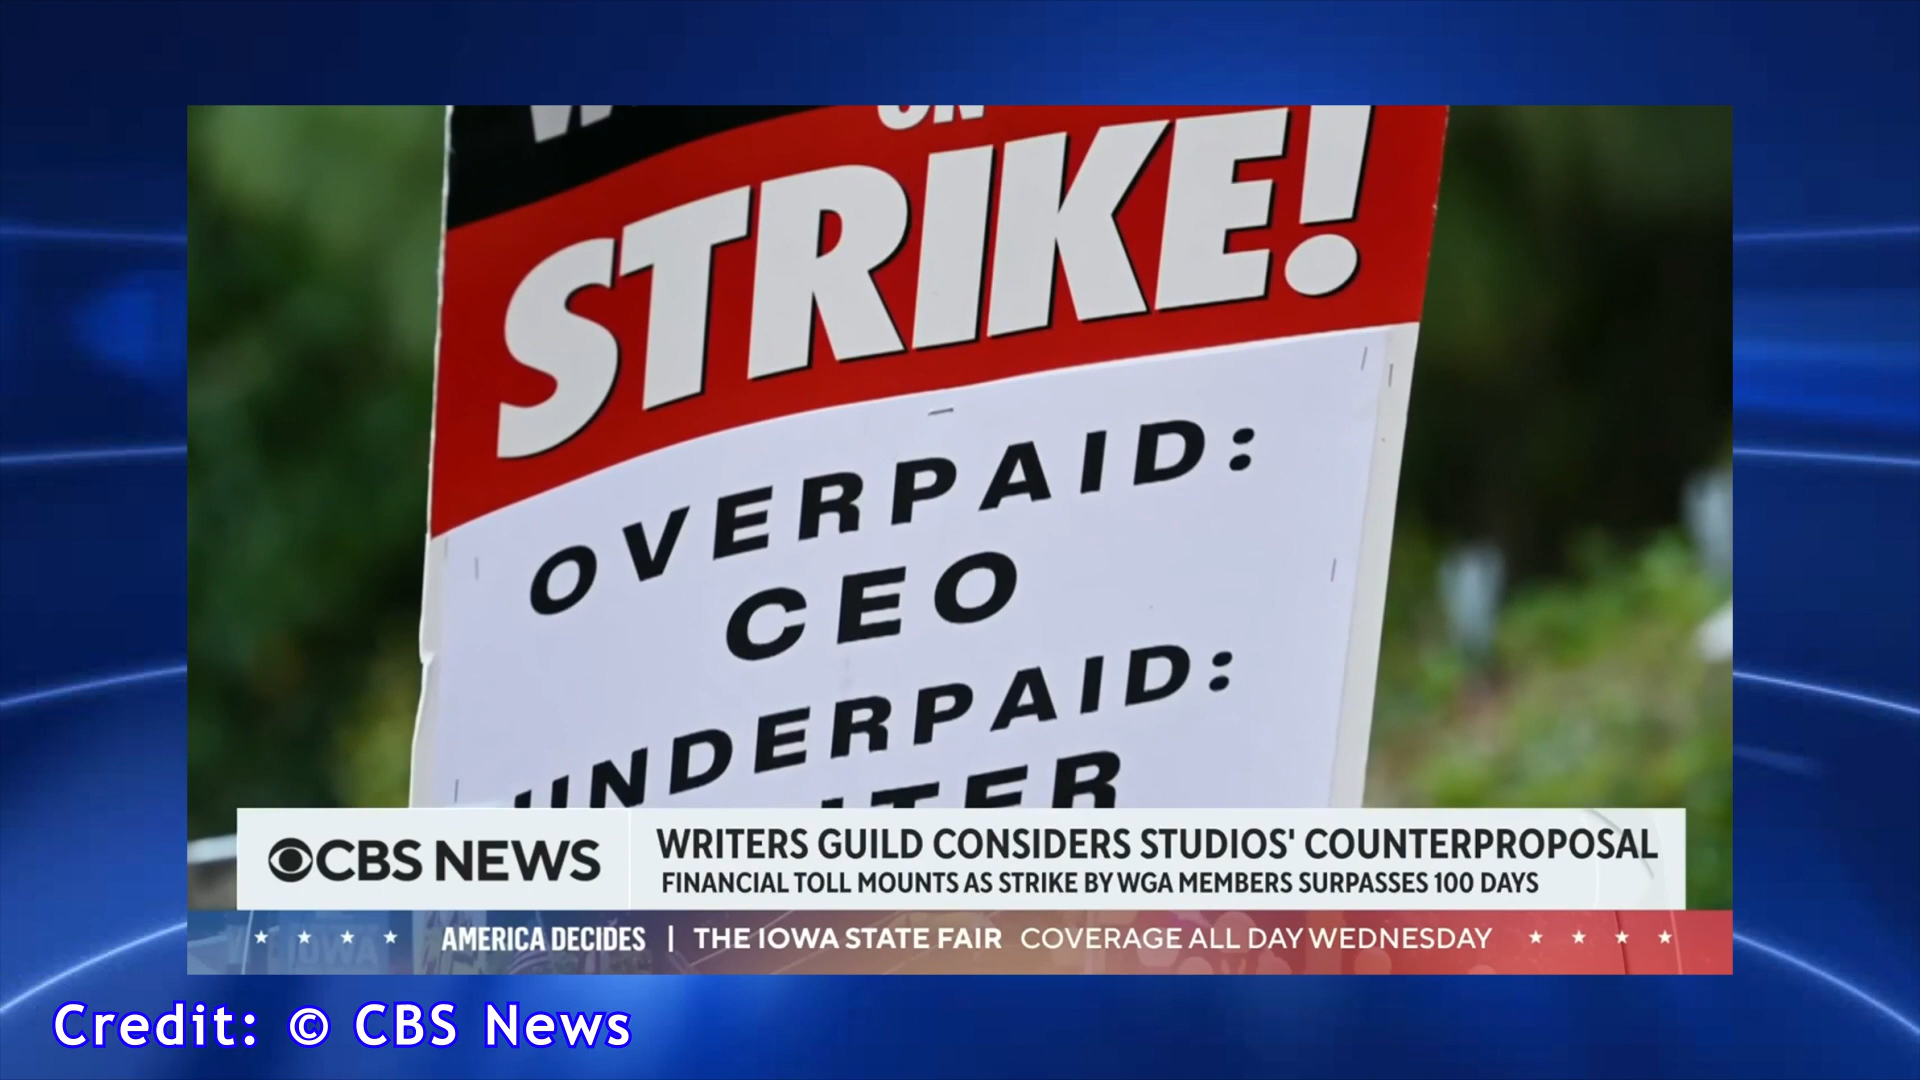 ON
STRIKE!
OVERPAID:
CEO
UNDERPAID:
CBS NEWS
WRITERS GUILD CONSIDERS STUDIOS' COUNTERPROPOSAL
FINANCIAL TOLL MOUNTS AS STRIKE BY WGA MEMBERS SURPASSES 100 DAYS
AMERICA DECIDES | THE IOWA STATE FAIR COVERAGE ALL DAY WEDNESDAY
Credit: © CBS News